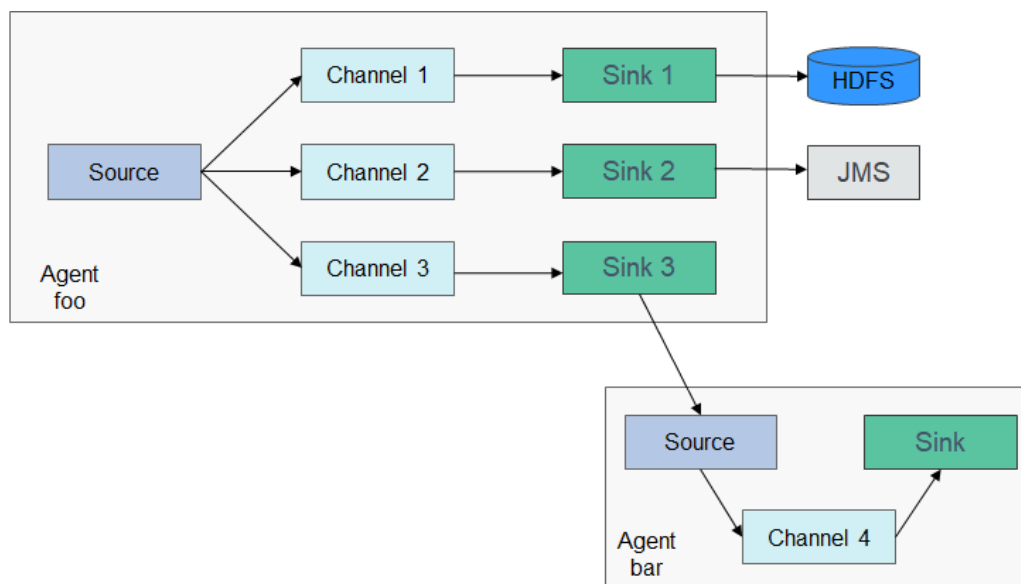 Channel 1
Sink 1
HDFS
Source
Channel 2
Sink 2
JMS
Channel 3
Sink 3
Agent
foo
Source
Sink
Channel 4
Agent
bar